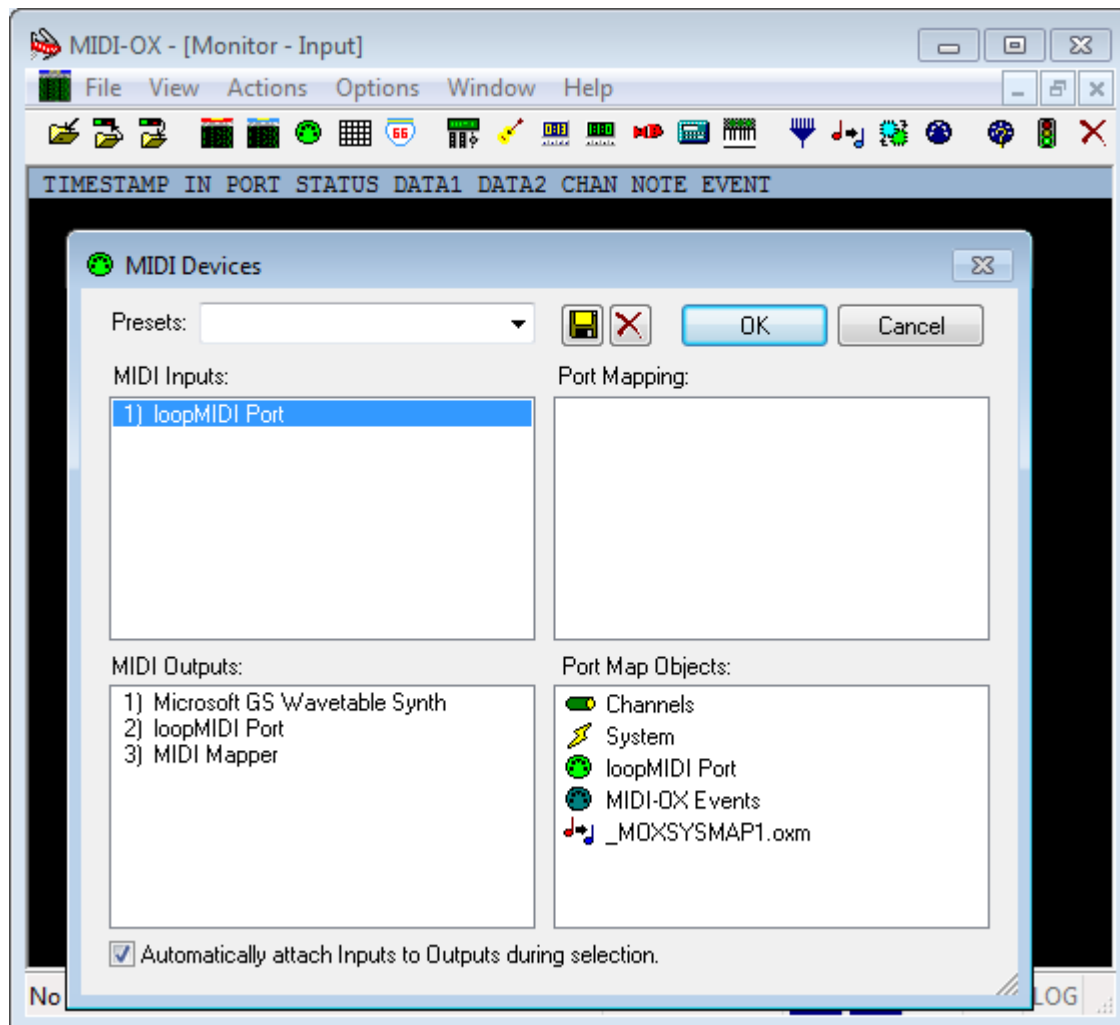 MIDI-OX - [Monitor - Input]
File View Actions Options Window Help
66
TIMESTAMP IN PORT STATUS DATA1 DATA2 CHAN NOTE EVENT
MIDI Devices
Presets:
OK
Cancel
MIDI Inputs:
1) loopMIDI Port
Port Mapping:
MIDI Outputs:
1) Microsoft GS Wavetable Synth
2) loopMIDI Port
3) MIDI Mapper
Port Map Objects:
Channels
System
loopMIDI Port
MIDI-OX Events
_MOXSYSMAP1.oxm
Automatically attach Inputs to Outputs during selection.
No
LOG